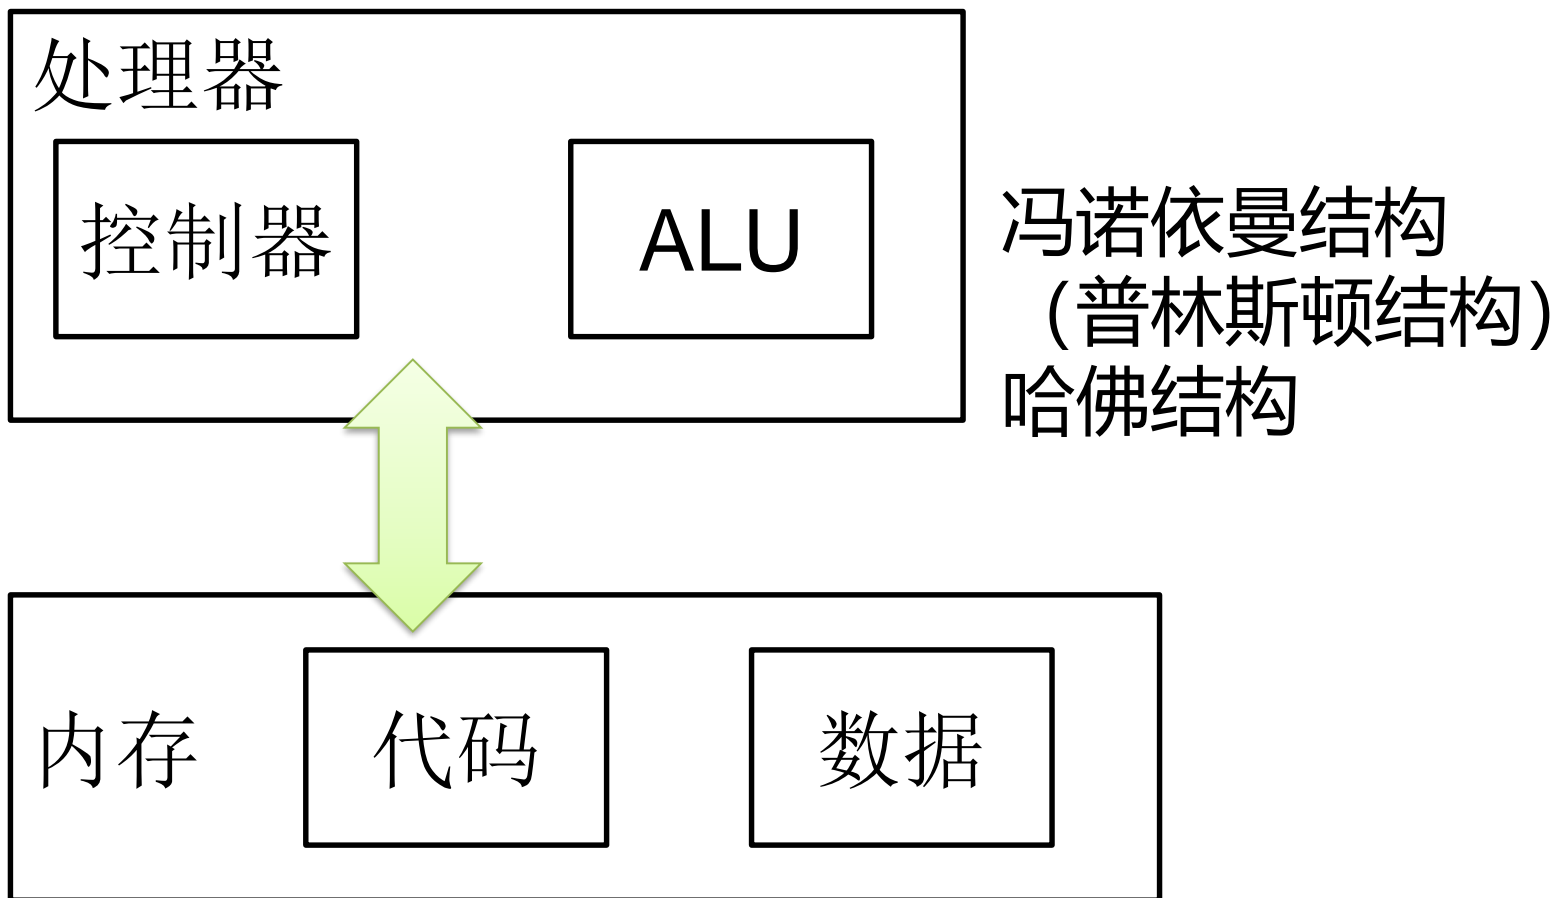 处理器
控制器
ALU
冯诺依曼结构
（普林斯顿结构）
哈佛结构
内存
代码
数据